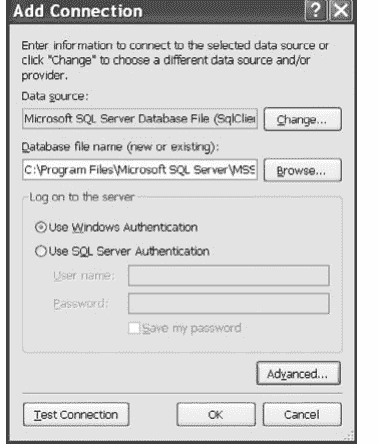 Add Connection
Enter information to connect to the selected data source or
click "Change" to choose a different data source and/or
provider.
Data source:
Microsoft SQL Server Database File (SqlClie
Change...
Database file name (new or existing):
C:\Program Files\Microsoft SQL Server\MSS
Browse...
Log on to the server
Use Windows Authentication
Use SQL Server Authentication
User name:
Password:
Save my password
Advanced...
Test Connection
OK
Cancel